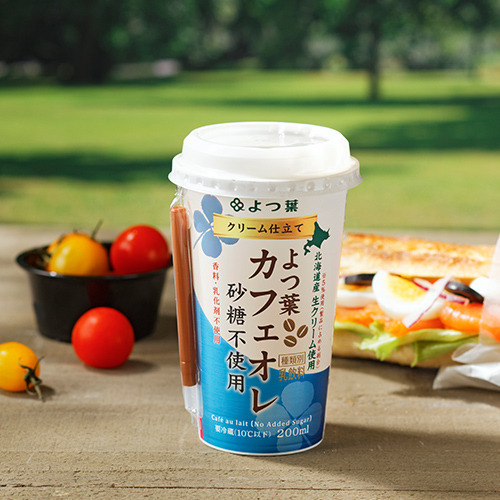 よつ葉
クリーム仕立て
北海道産 生クリーム使用
よつ葉
カフェオレ
砂糖不使用
香料・乳化剤不使用
種類別
乳飲料
Café au lait (No Added Sugar)
要冷蔵(10℃以下) 200ml